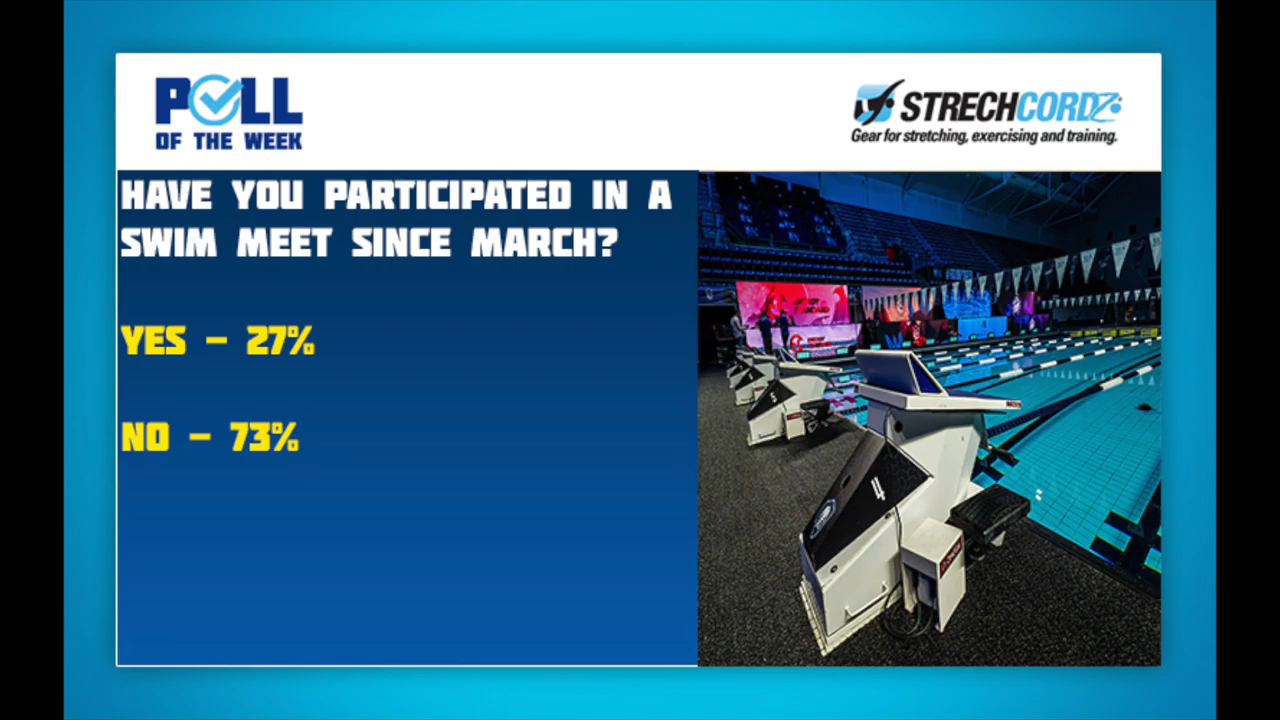 POLL
OF THE WEEK
STRECHCORDZ
Gear for stretching, exercising and training.
HAVE YOU PARTICIPATED IN A
SWIM MEET SINCE MARCH?
YES - 27%
NO - 73%
4